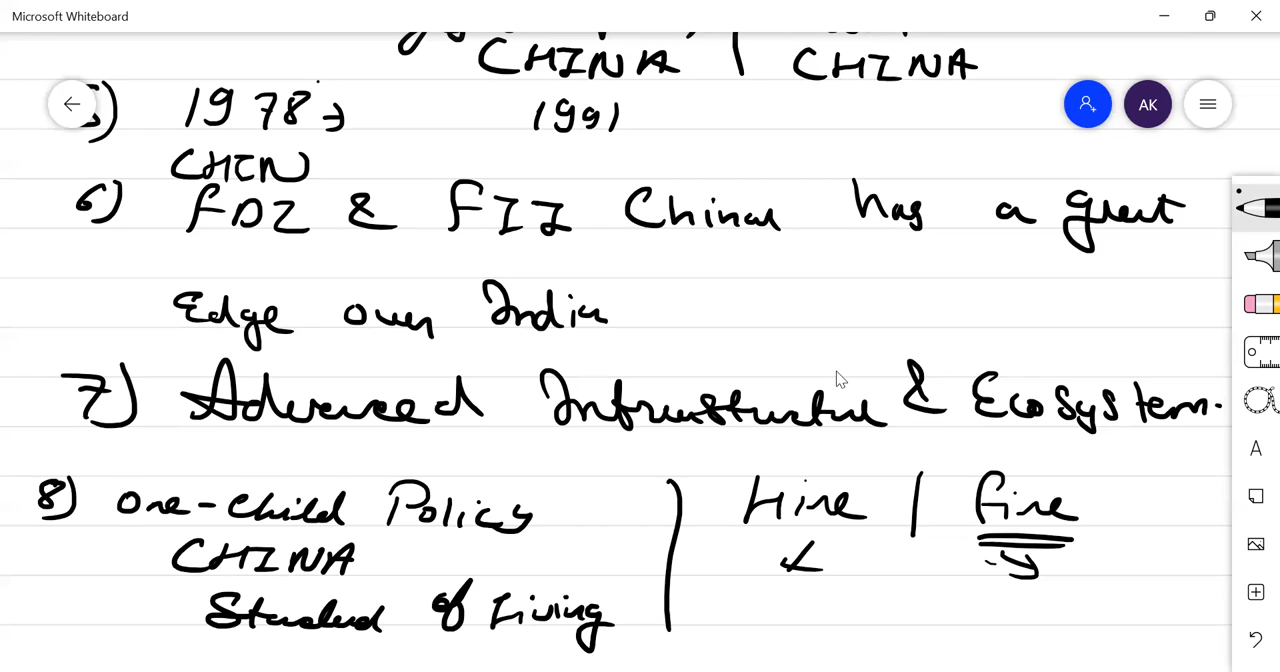 Microsoft Whiteboard
CHINA | CHINA
5) 1978 → 1991
CHIN
AK
6) FDI & FII China has a great
Edge over India
7) Advanced Infrastructure & Ecosystem.
8) One-Child Policy Hire | fire
CHINA
Standard of Living
A